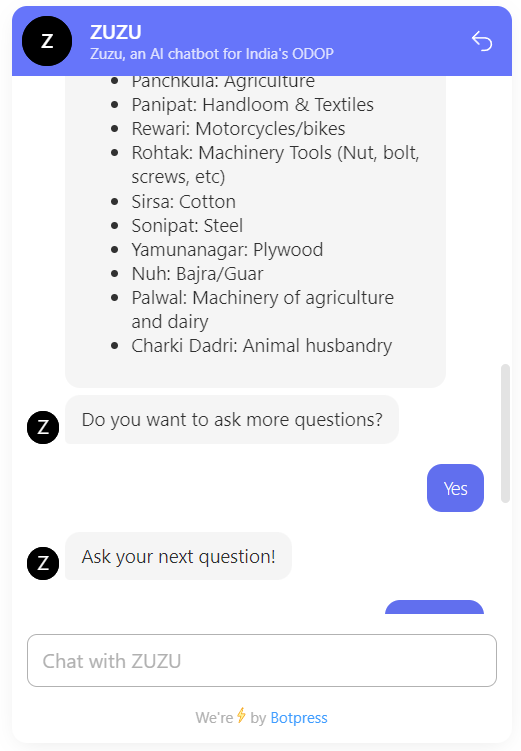 Z
ZUZU
Zuzu, an AI chatbot for India's ODOP
Panchkula: Agriculture
• Panipat: Handloom & Textiles
• Rewari: Motorcycles/bikes
• Rohtak: Machinery Tools (Nut, bolt,
screws, etc)
• Sirsa: Cotton
• Sonipat: Steel
• Yamunanagar: Plywood
• Nuh: Bajra/Guar
• Palwal: Machinery of agriculture
and dairy
• Charki Dadri: Animal husbandry
Z
Do you want to ask more questions?
Yes
Z
Ask your next question!
Chat with ZUZU
We're⚡by Botpress